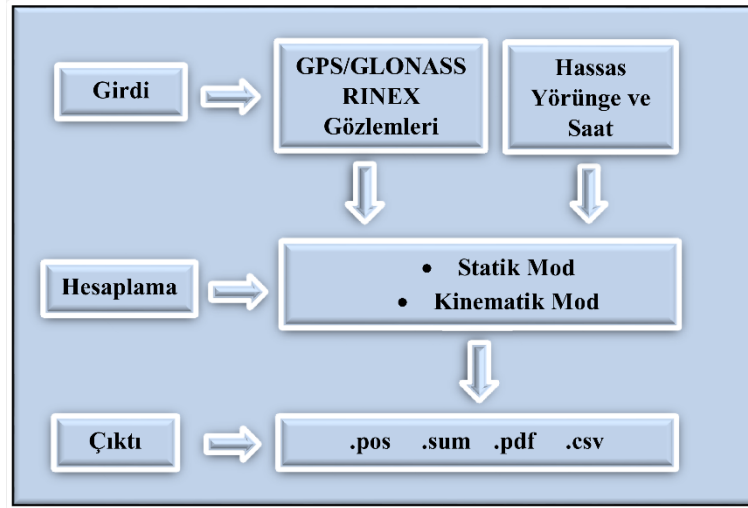 Girdi
GPS/GLONASS
RINEX
Gözlemleri
Hassas
Yörünge ve
Saat
Hesaplama
• Statik Mod
• Kinematik Mod
Çıktı
.pos .sum .pdf .csv